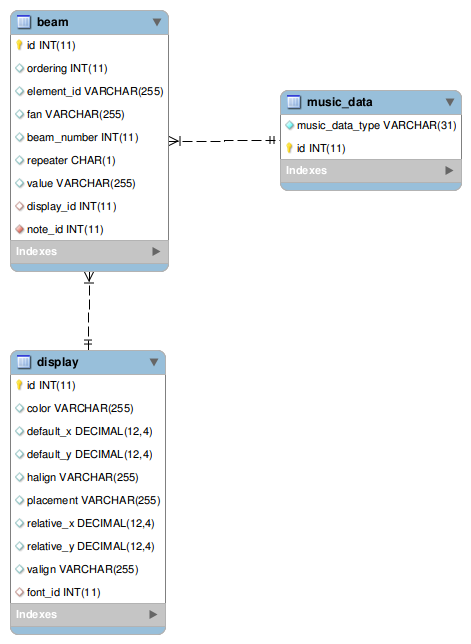 beam
id INT(11)
ordering INT(11)
element_id VARCHAR(255)
fan VARCHAR(255)
beam_number INT(11)
repeater CHAR(1)
value VARCHAR(255)
display_id INT(11)
note_id INT(11)
Indexes
music_data
music_data_type VARCHAR(31)
id INT(11)
Indexes
display
id INT(11)
color VARCHAR(255)
default_x DECIMAL(12,4)
default_y DECIMAL(12,4)
halign VARCHAR(255)
placement VARCHAR(255)
relative_x DECIMAL(12,4)
relative_y DECIMAL(12,4)
valign VARCHAR(255)
font_id INT(11)
Indexes